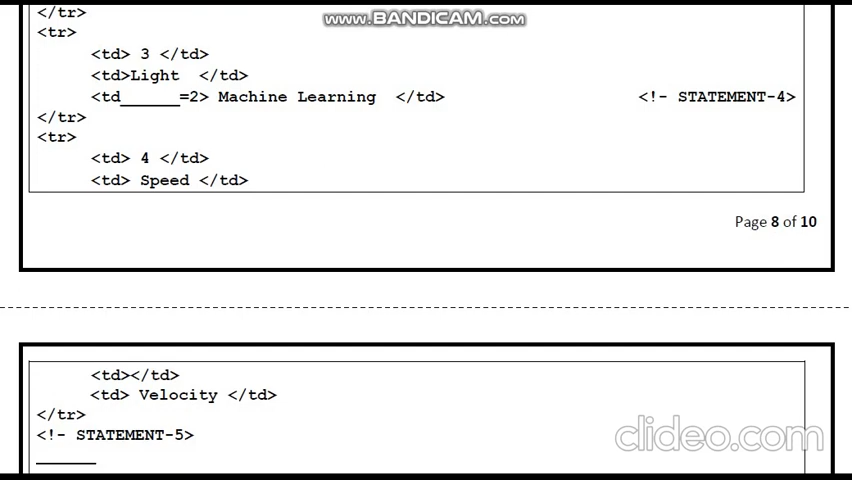 </tr>
www.BANDICAM.com
<tr>
<td> 3 </td>
<td>Light </td>
<td______=2> Machine Learning </td> <!- STATEMENT-4>
</tr>
<tr>
<td> 4 </td>
<td> Speed </td>
Page 8 of 10
<td></td>
<td> Velocity </td>
</tr>
<!- STATEMENT-5>
______
clideo.com